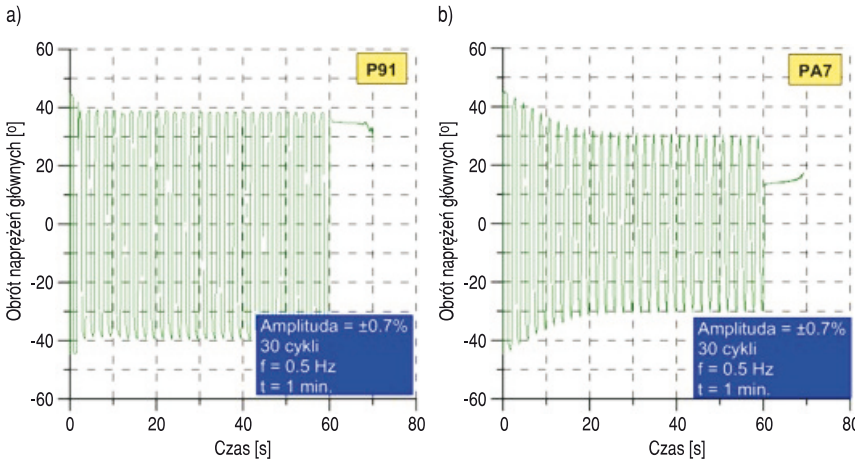 a)
60
40
20
0
-20
-40
-60
Obrót naprężeń głównych [º]
P91
Amplituda = ±0.7%
30 cykli
f = 0.5 Hz
t = 1 min.
0 20 40 60 80
Czas [s]
b)
60
40
20
0
-20
-40
-60
Obrót naprężeń głównych [º]
PA7
Amplituda = ±0.7%
30 cykli
f = 0.5 Hz
t = 1 min.
0 20 40 60 80
Czas [s]